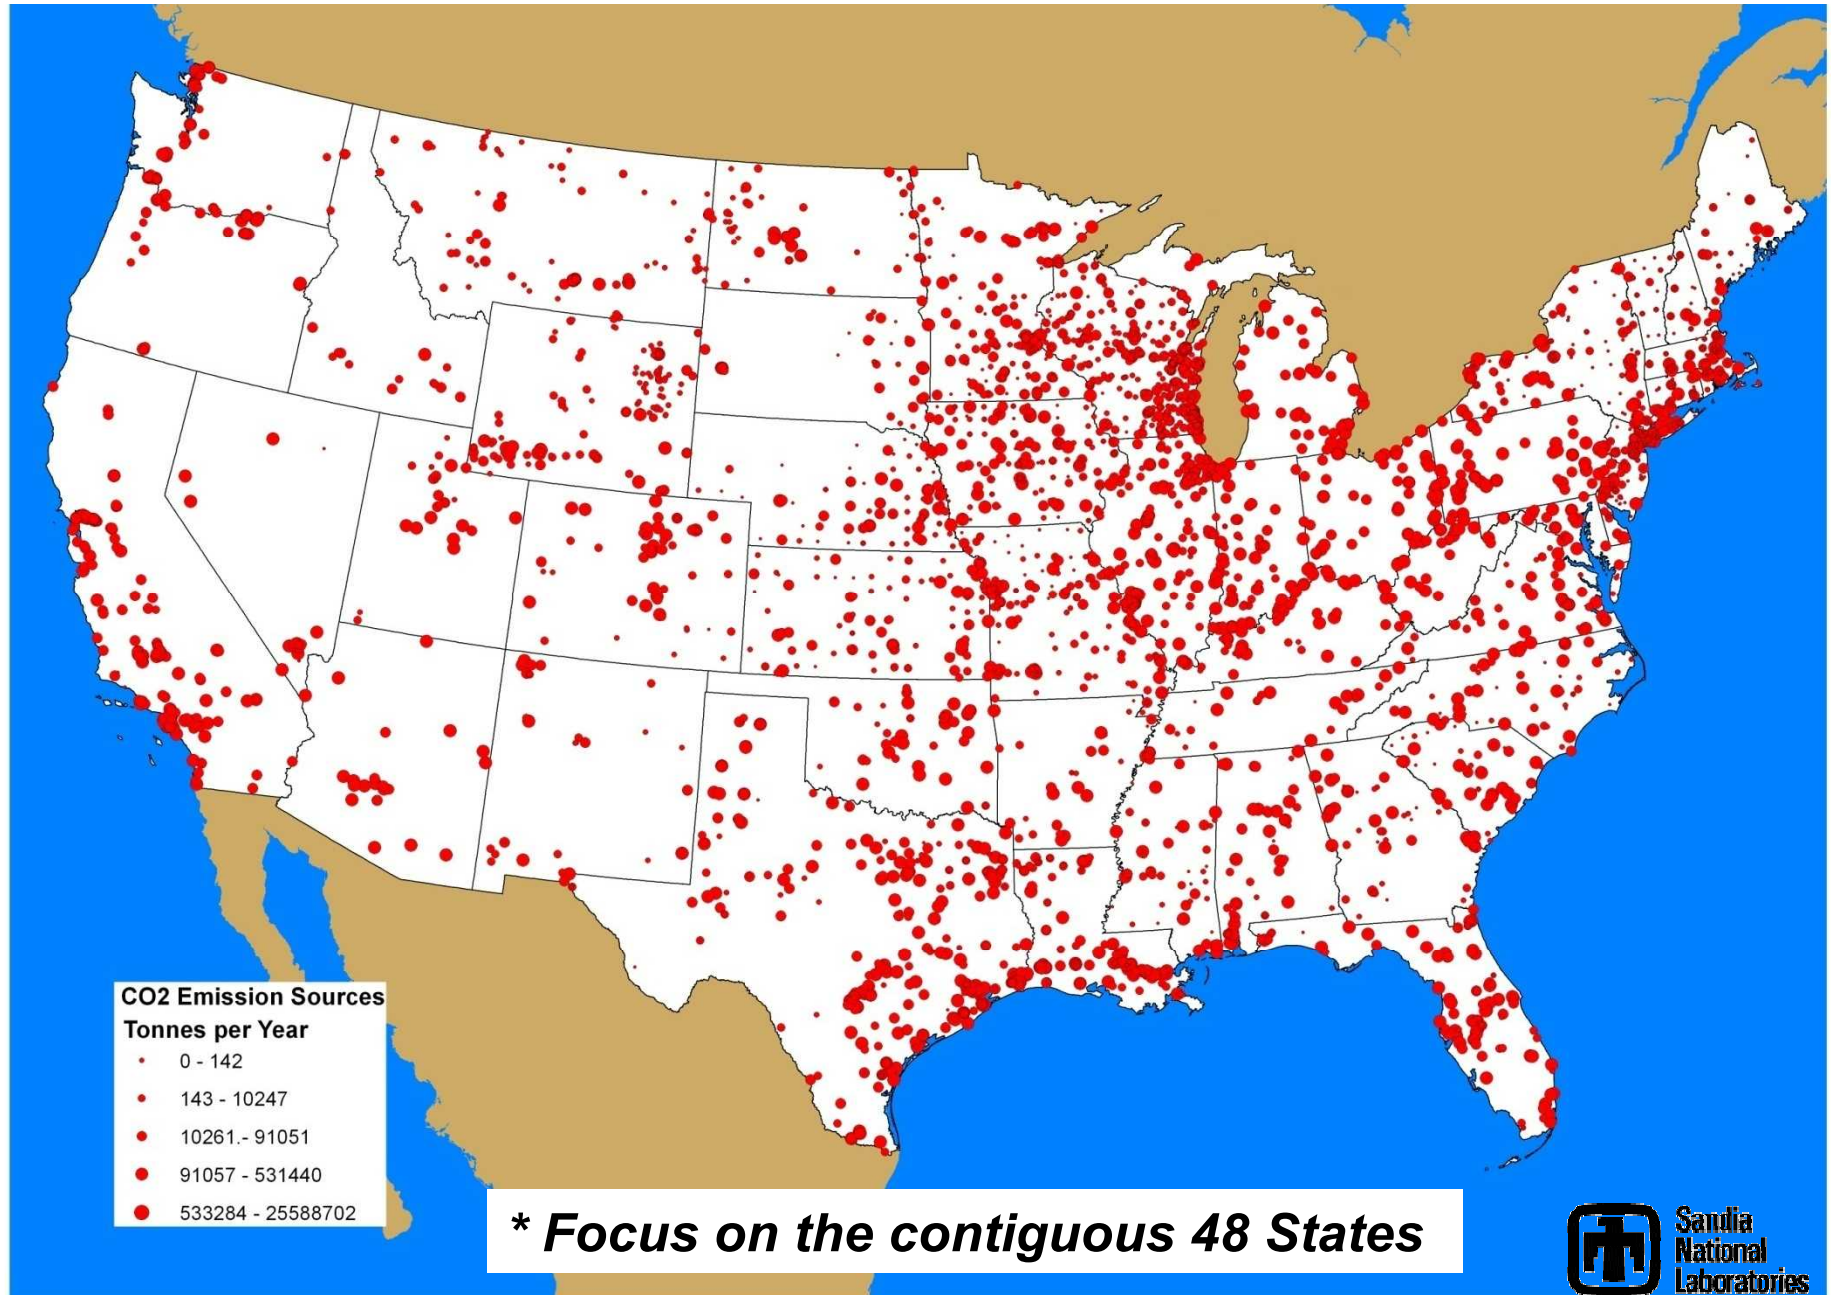 CO2 Emission Sources
Tonnes per Year
0 - 142
143 - 10247
10261.- 91051
91057 - 531440
533284 - 25588702
* Focus on the contiguous 48 States
Sandia
National
Laboratories